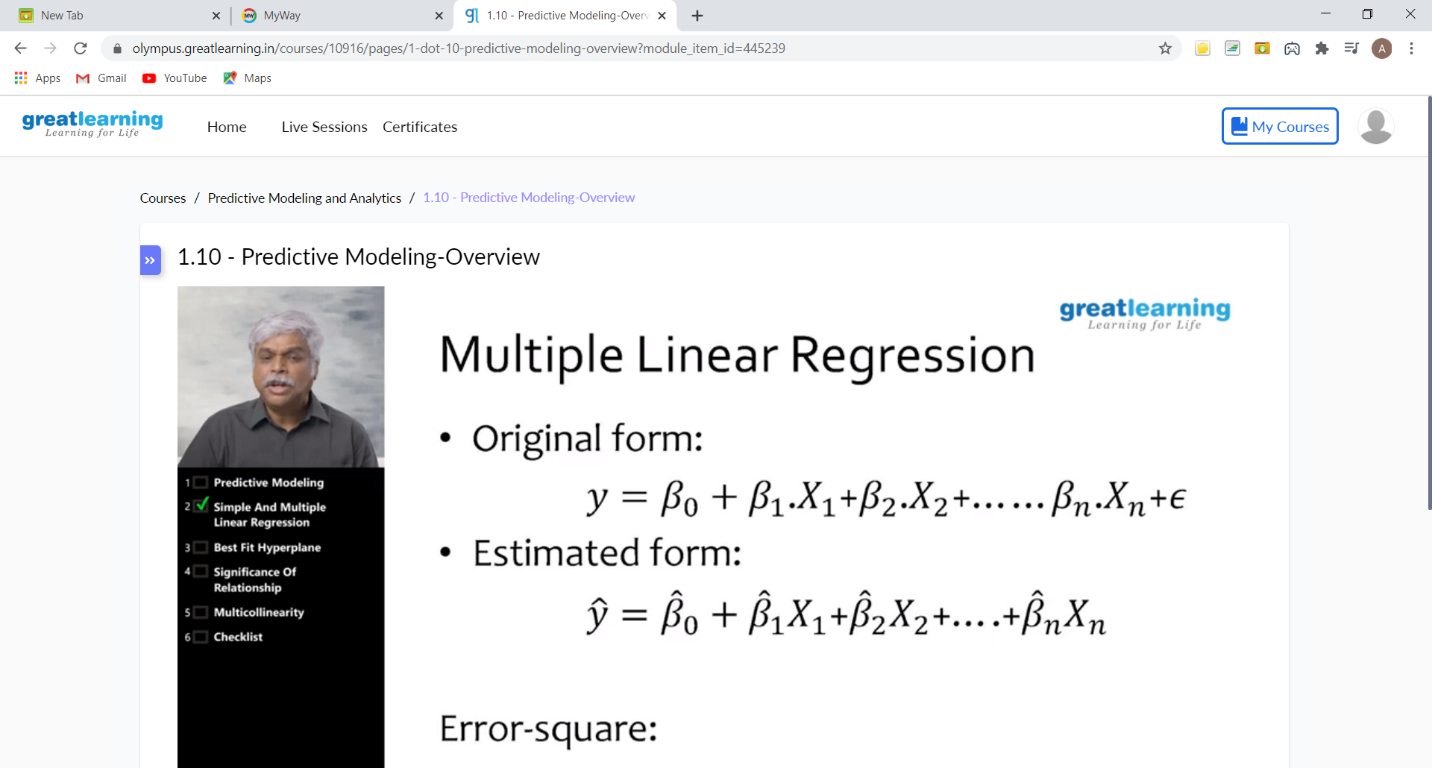 New Tab
MyWay
1.10 - Predictive Modeling-Over
olympus.greatlearning.in/courses/10916/pages/1-dot-10-predictive-modeling-overview?module_item_id=445239
A
Apps Gmail YouTube Maps
greatlearning
Learning for Life
Home Live Sessions Certificates
My Courses
Courses / Predictive Modeling and Analytics / 1.10 - Predictive Modeling-Overview
1.10 - Predictive Modeling-Overview
greatlearning
Learning for Life
Multiple Linear Regression
• Original form:
y = β₀ + β₁.X₁+β₂.X₂+…… βₙ.Xₙ+ϵ
• Estimated form:
ŷ = β̂₀ + β̂₁X₁+β̂₂X₂+….+β̂ₙXₙ
Error-square:
1 Predictive Modeling
2 Simple And Multiple
Linear Regression
3 Best Fit Hyperplane
4 Significance Of
Relationship
5 Multicollinearity
6 Checklist